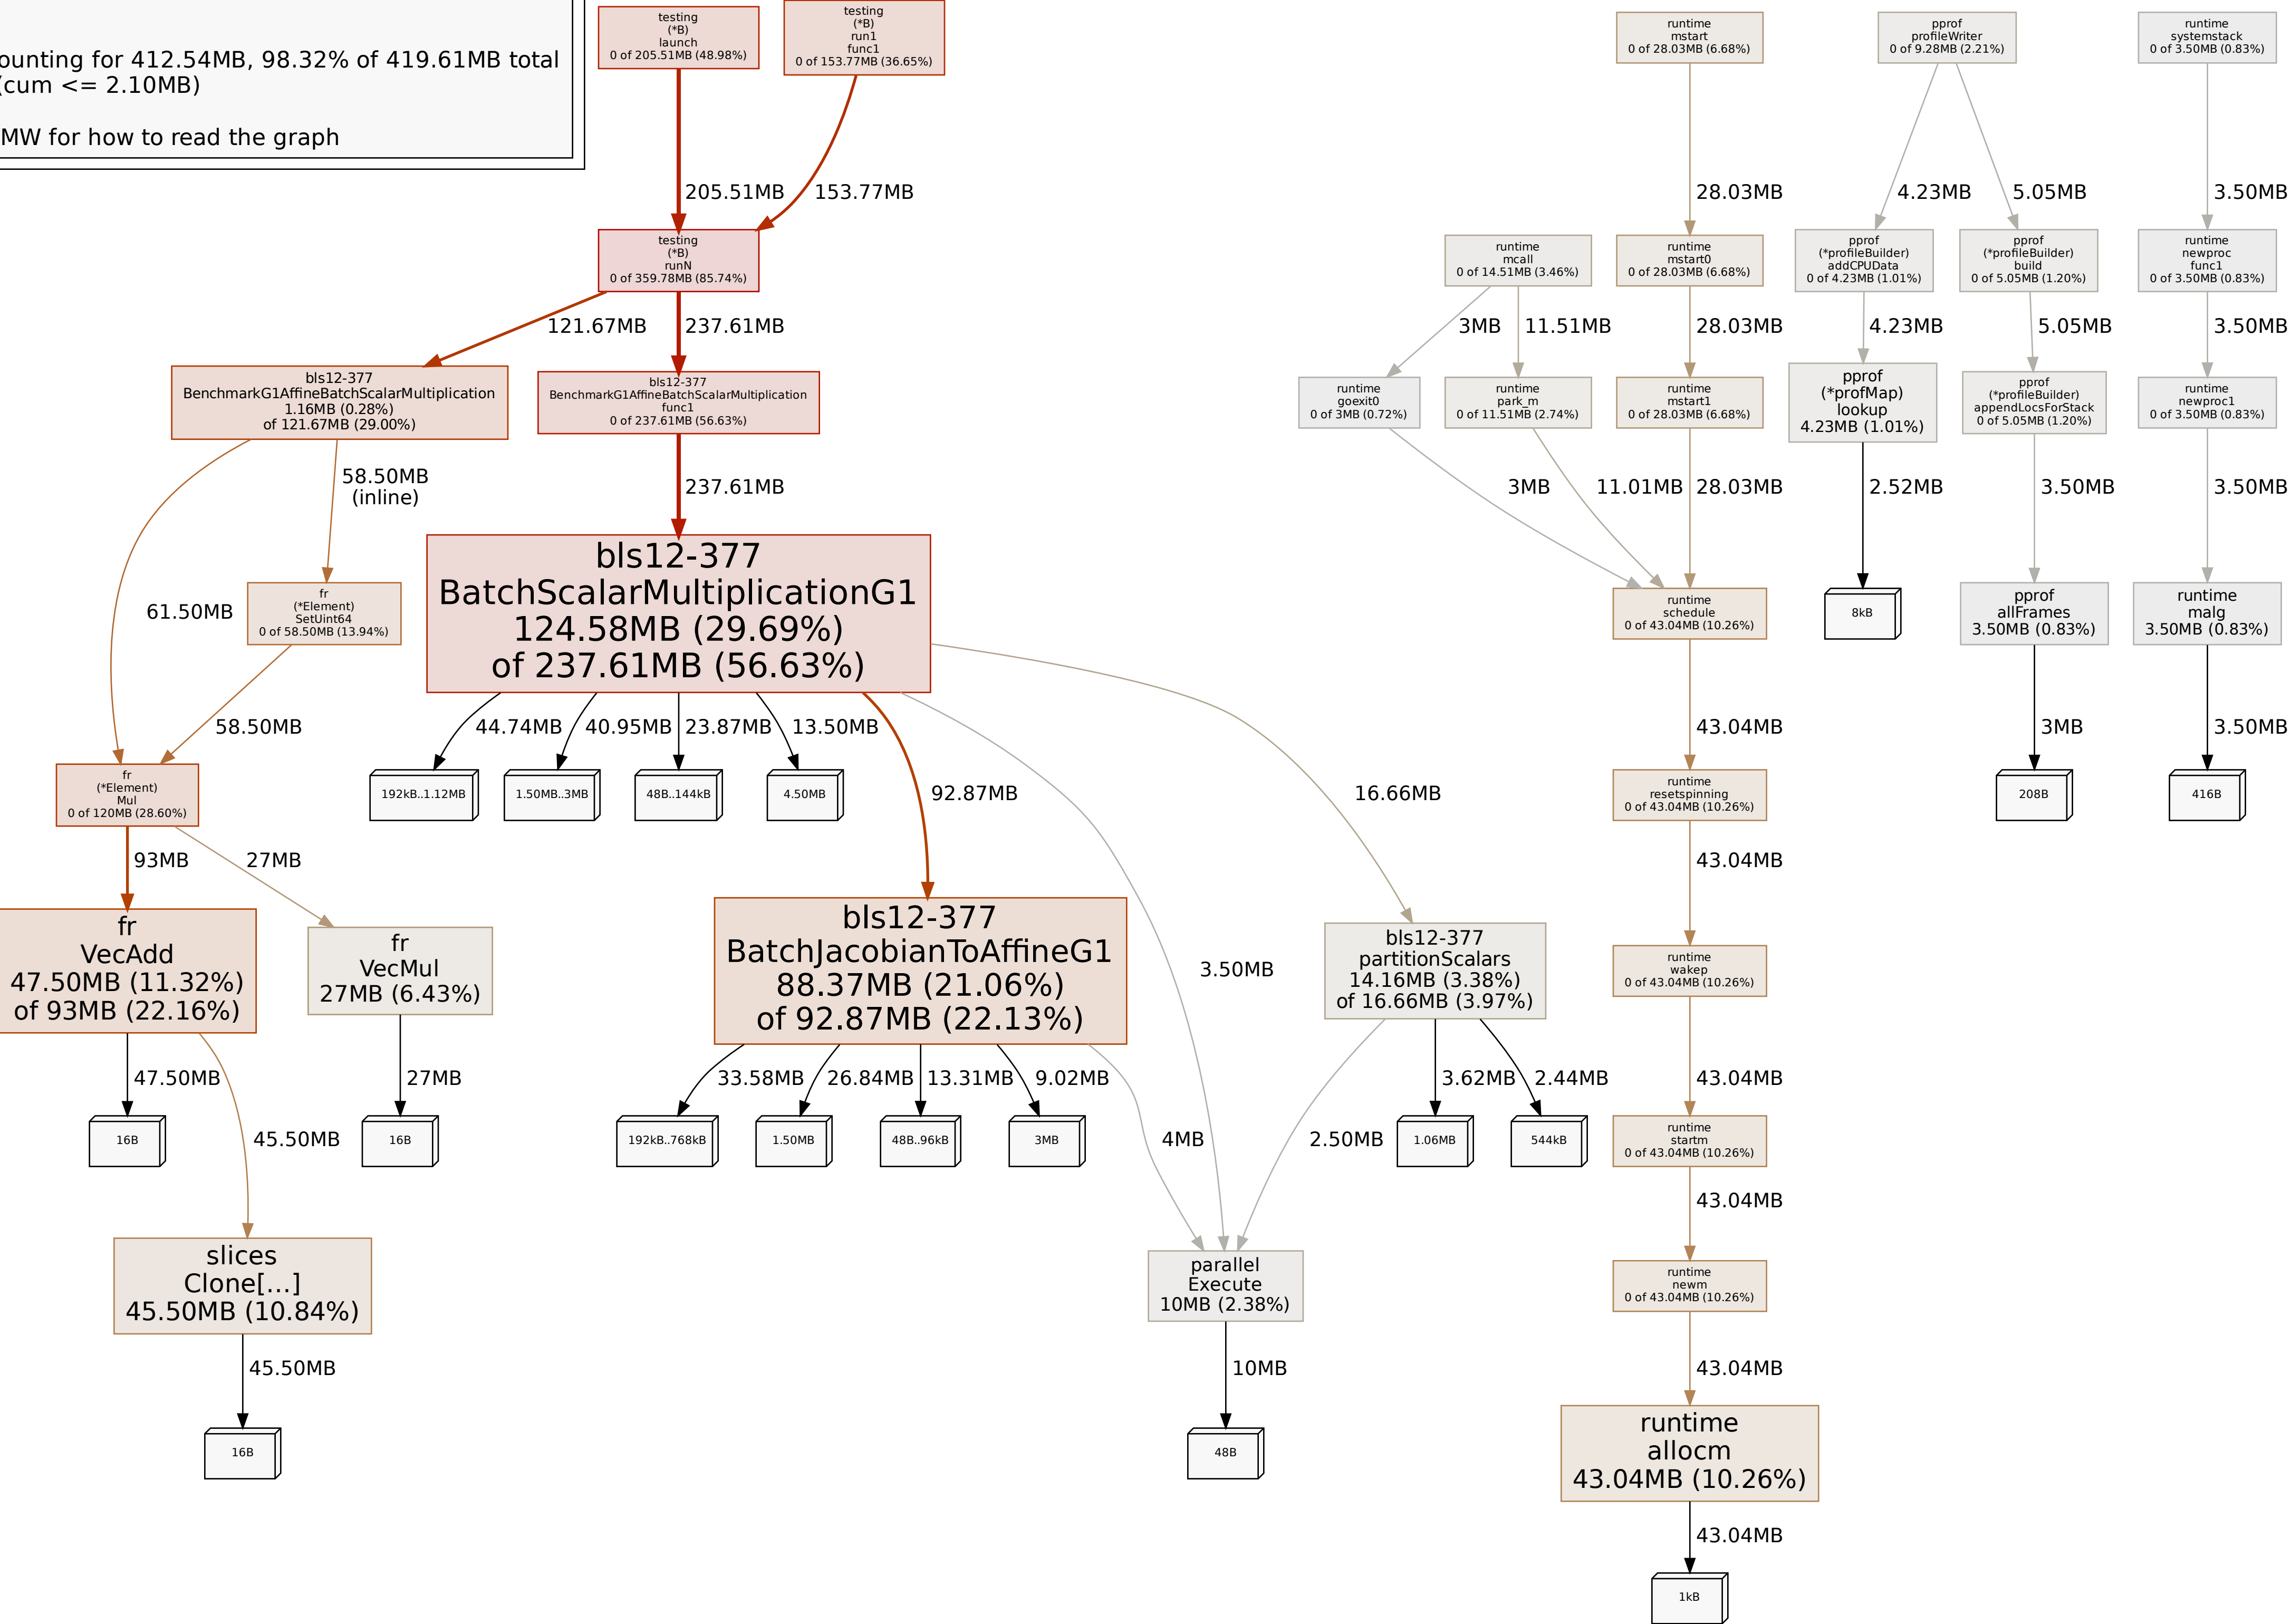 ounting for 412.54MB, 98.32% of 419.61MB total
(cum <= 2.10MB)
MW for how to read the graph
testing
(*B)
launch
0 of 205.51MB (48.98%)
testing
(*B)
run1
func1
0 of 153.77MB (36.65%)
runtime
mstart
0 of 28.03MB (6.68%)
pprof
profileWriter
0 of 9.28MB (2.21%)
runtime
systemstack
0 of 3.50MB (0.83%)
205.51MB
153.77MB
28.03MB
4.23MB
5.05MB
3.50MB
testing
(*B)
runN
0 of 359.78MB (85.74%)
runtime
mcall
0 of 14.51MB (3.46%)
runtime
mstart0
0 of 28.03MB (6.68%)
pprof
(*profileBuilder)
addCPUData
0 of 4.23MB (1.01%)
pprof
(*profileBuilder)
build
0 of 5.05MB (1.20%)
runtime
newproc
func1
0 of 3.50MB (0.83%)
121.67MB
237.61MB
3MB
11.51MB
28.03MB
4.23MB
5.05MB
3.50MB
bls12-377
BenchmarkG1AffineBatchScalarMultiplication
1.16MB (0.28%)
of 121.67MB (29.00%)
bls12-377
BenchmarkG1AffineBatchScalarMultiplication
func1
0 of 237.61MB (56.63%)
runtime
goexit0
0 of 3MB (0.72%)
runtime
park_m
0 of 11.51MB (2.74%)
runtime
mstart1
0 of 28.03MB (6.68%)
pprof
(*profMap)
lookup
4.23MB (1.01%)
pprof
(*profileBuilder)
appendLocsForStack
0 of 5.05MB (1.20%)
runtime
newproc1
0 of 3.50MB (0.83%)
58.50MB
(inline)
237.61MB
3MB
11.01MB
28.03MB
2.52MB
3.50MB
3.50MB
61.50MB
fr
(*Element)
SetUint64
0 of 58.50MB (13.94%)
bls12-377
BatchScalarMultiplicationG1
124.58MB (29.69%)
of 237.61MB (56.63%)
runtime
schedule
0 of 43.04MB (10.26%)
8kB
pprof
allFrames
3.50MB (0.83%)
runtime
malg
3.50MB (0.83%)
58.50MB
44.74MB
40.95MB
23.87MB
13.50MB
92.87MB
16.66MB
43.04MB
3MB
3.50MB
fr
(*Element)
Mul
0 of 120MB (28.60%)
192kB..1.12MB
1.50MB..3MB
48B..144kB
4.50MB
runtime
resetspinning
0 of 43.04MB (10.26%)
208B
416B
93MB
27MB
43.04MB
fr
VecAdd
47.50MB (11.32%)
of 93MB (22.16%)
fr
VecMul
27MB (6.43%)
bls12-377
BatchJacobianToAffineG1
88.37MB (21.06%)
of 92.87MB (22.13%)
3.50MB
bls12-377
partitionScalars
14.16MB (3.38%)
of 16.66MB (3.97%)
runtime
wakep
0 of 43.04MB (10.26%)
47.50MB
45.50MB
27MB
33.58MB
26.84MB
13.31MB
9.02MB
4MB
2.50MB
3.62MB
2.44MB
43.04MB
16B
16B
192kB..768kB
1.50MB
48B..96kB
3MB
1.06MB
544kB
runtime
startm
0 of 43.04MB (10.26%)
43.04MB
slices
Clone[...]
45.50MB (10.84%)
parallel
Execute
10MB (2.38%)
runtime
newm
0 of 43.04MB (10.26%)
45.50MB
10MB
43.04MB
16B
48B
runtime
allocm
43.04MB (10.26%)
43.04MB
1kB